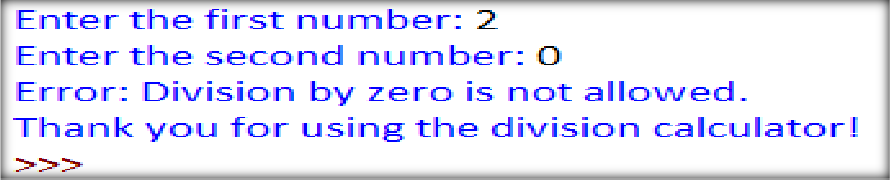 Enter the first number: 2
Enter the second number: 0
Error: Division by zero is not allowed.
Thank you for using the division calculator!
>>>